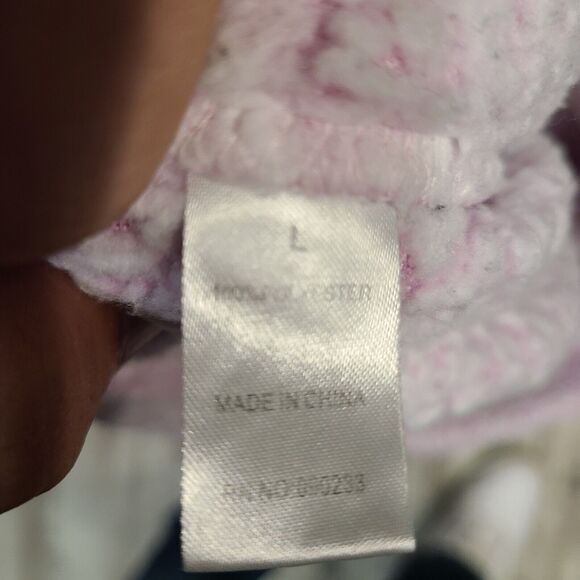 L
100% POLYESTER
MADE IN CHINA
RN NO